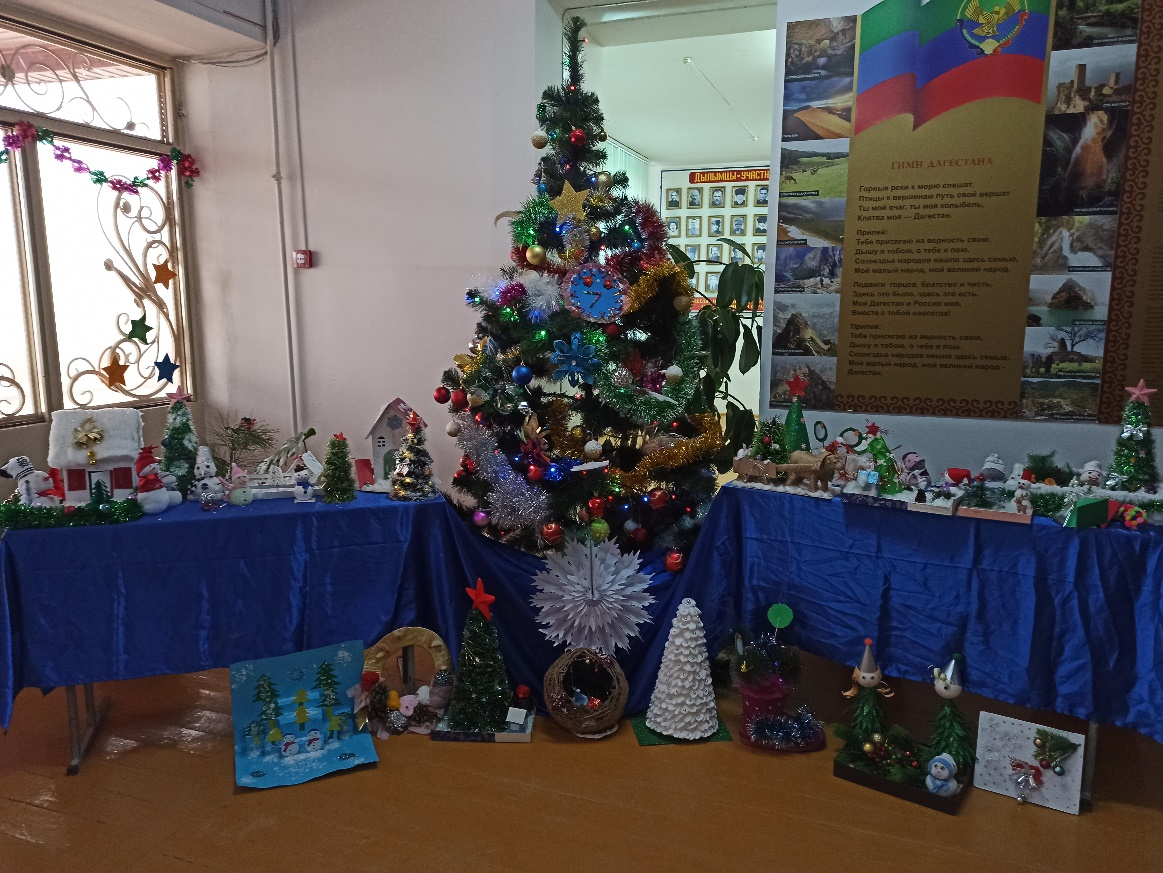 ДЫЛЫМЦЫ-УЧАСТН
ГИМН ДАГЕСТАНА
Горные реки к морю спешат.
Птицы к вершинам путь свой вершат
Ты мой очаг, ты моя колыбель,
Клятва моя — Дагестан.
Припев:
Тебе присягаю на верность свою,
Дышу я тобою, о тебе я пою.
Созвездье народов нашло здесь семью,
Мой малый народ, мой великий народ.
Подвиги горцев, братство и честь,
Здесь это было, здесь это есть.
Мой Дагестан и Россия моя,
Вместе с тобой навсегда!
Припев:
Тебе присягаю на верность свою,
Дышу я тобою, о тебе я пою.
Созвездье народов нашло здесь семью,
Мой малый народ, мой великий народ -
Дагестан.